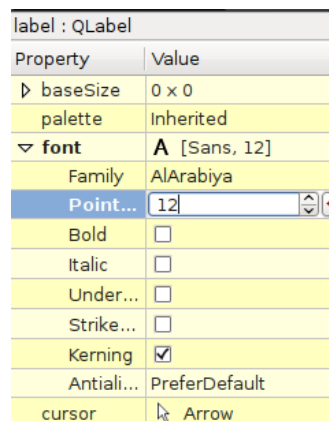 label : QLabel
Property Value
baseSize 0 x 0
palette Inherited
font A [Sans, 12]
Family AlArabiya
Point... 12
Bold
Italic
Under...
Strike...
Kerning
Antiali... PreferDefault
cursor Arrow